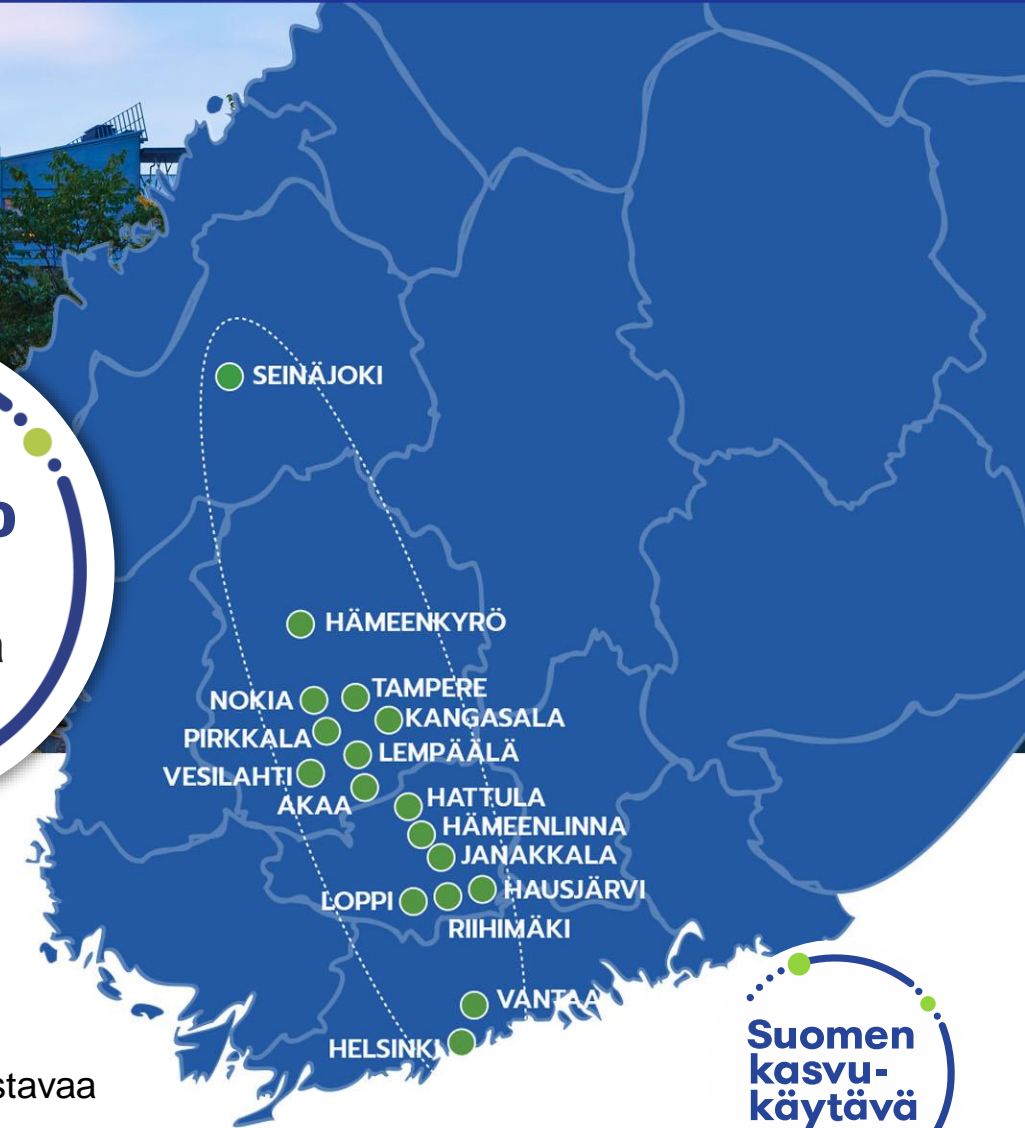 SEINÄJOKI
HÄMEENKYRÖ
NOKIA
TAMPERE
KANGASALA
PIRKKALA
LEMPÄÄLÄ
VESILAHTI
AKAA
HATTULA
HÄMEENLINNA
JANAKKALA
HAUSJÄRVI
LOPPI
RIIHIMÄKI
VANTAA
HELSINKI
Suomen
kasvu-
käytävä